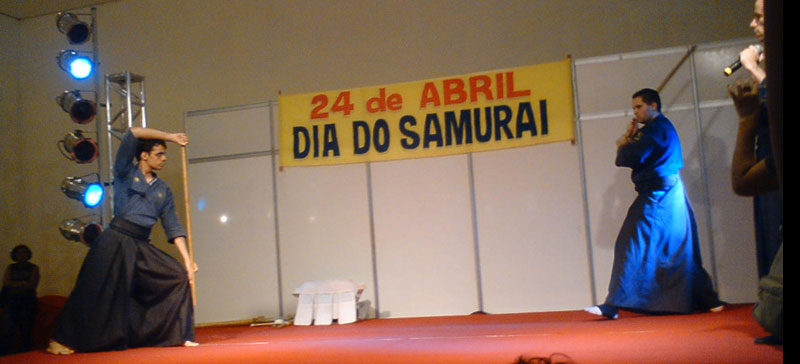 24 de ABRIL
DIA DO SAMURAI